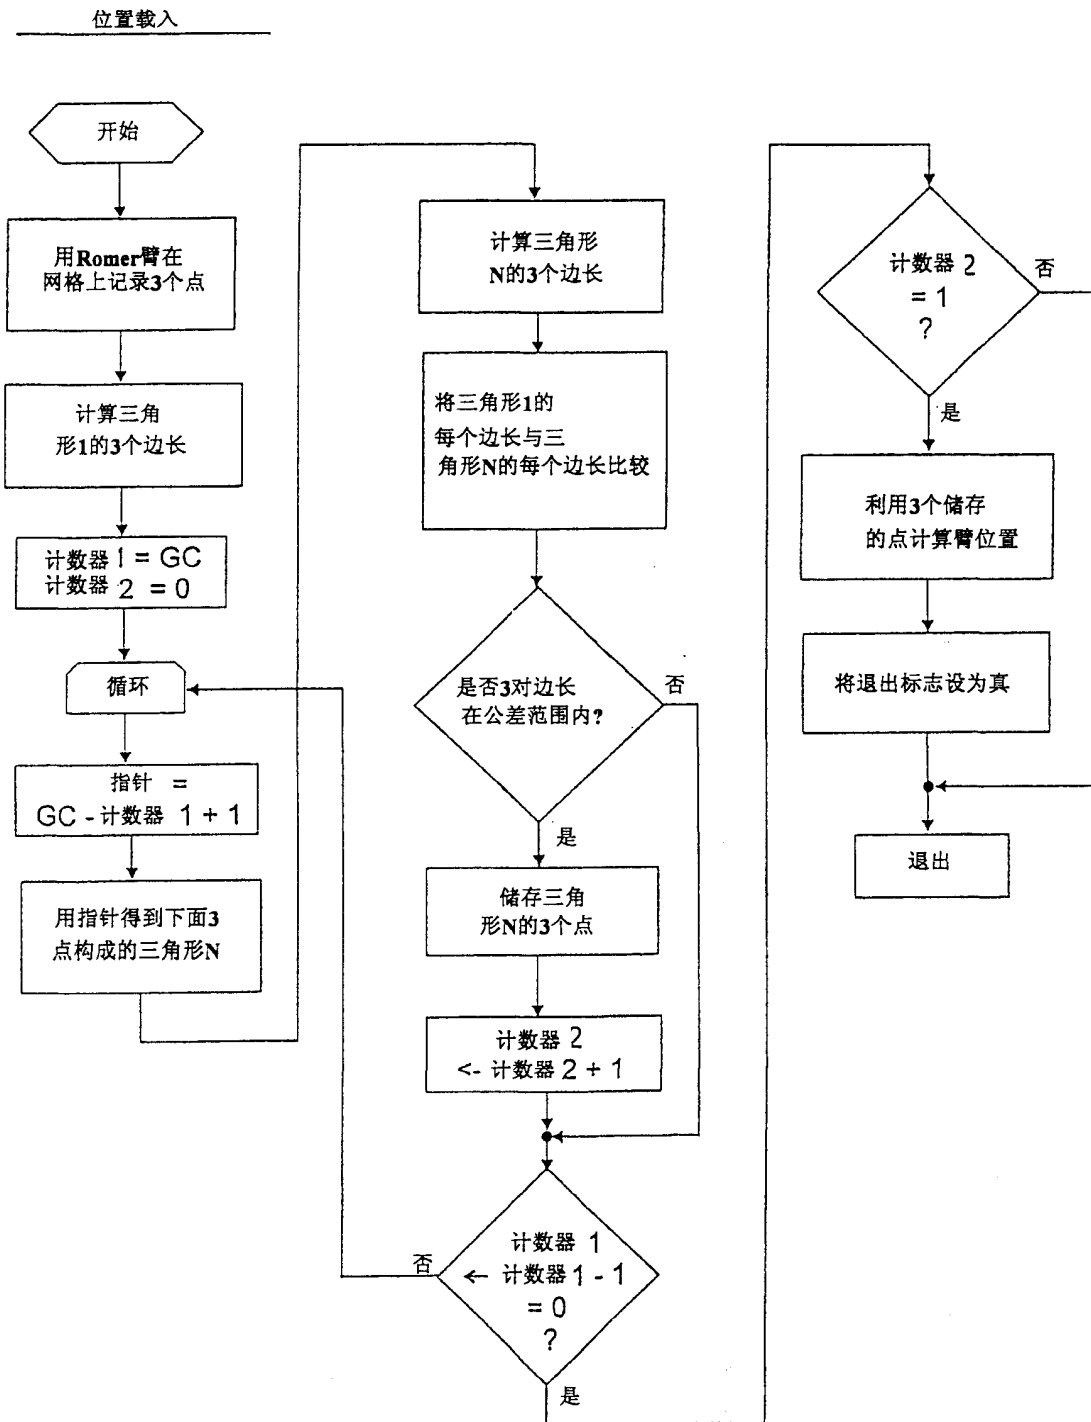 位置载入
开始
用Romer臂在
网格上记录3个点
计算三角
形1的3个边长
计数器 1 = GC
计数器 2 = 0
循环
指针 =
GC - 计数器 1 + 1
用指针得到下面3
点构成的三角形N
计算三角形
N的3个边长
将三角形1的
每个边长与三
角形N的每个边长比较
是否3对边长
在公差范围内?
否
是
储存三角
形N的3个点
计数器 2
<- 计数器 2 + 1
计数器 1
← 计数器 1 - 1
= 0
?
否
是
计数器 2
= 1
?
否
是
利用3个储存
的点计算臂位置
将退出标志设为真
退出